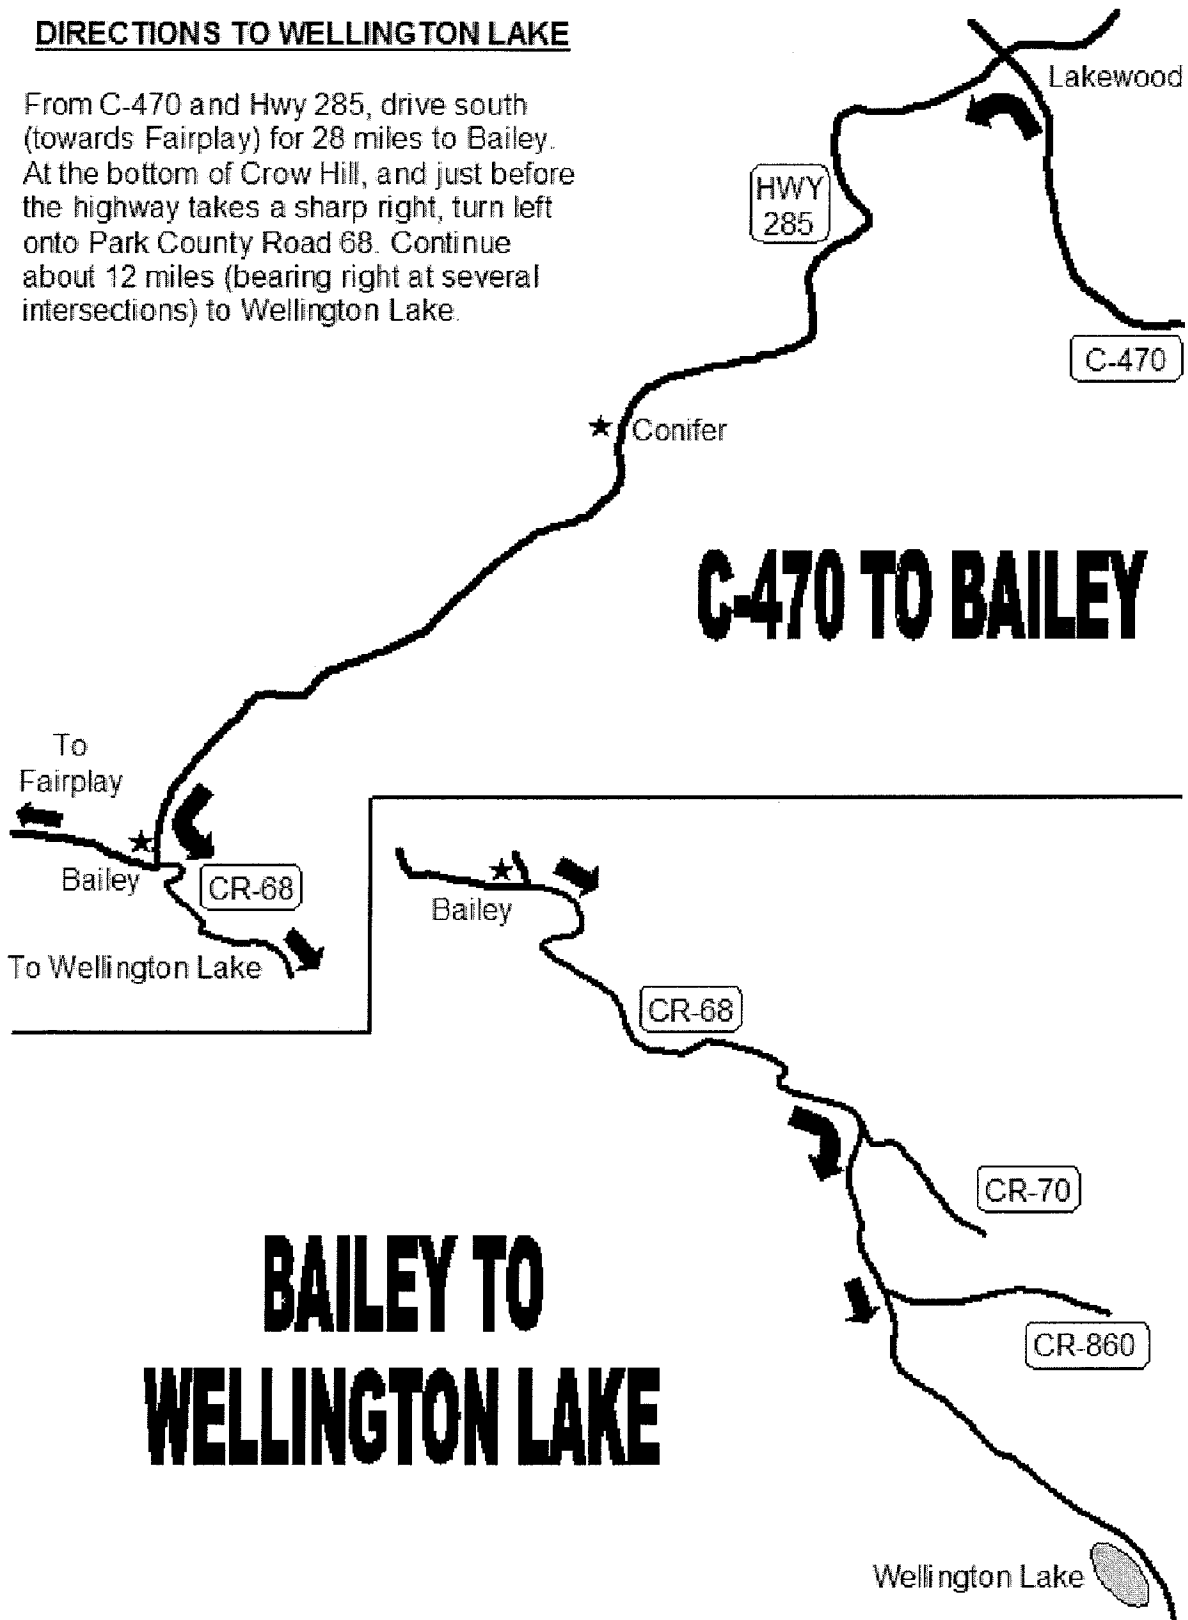 DIRECTIONS TO WELLINGTON LAKE
From C-470 and Hwy 285, drive south
(towards Fairplay) for 28 miles to Bailey.
At the bottom of Crow Hill, and just before
the highway takes a sharp right, turn left
onto Park County Road 68. Continue
about 12 miles (bearing right at several
intersections) to Wellington Lake.
Lakewood
HWY
285
C-470
Conifer
C-470 TO BAILEY
To
Fairplay
Bailey
CR-68
To Wellington Lake
Bailey
CR-68
CR-70
BAILEY TO
WELLINGTON LAKE
CR-860
Wellington Lake